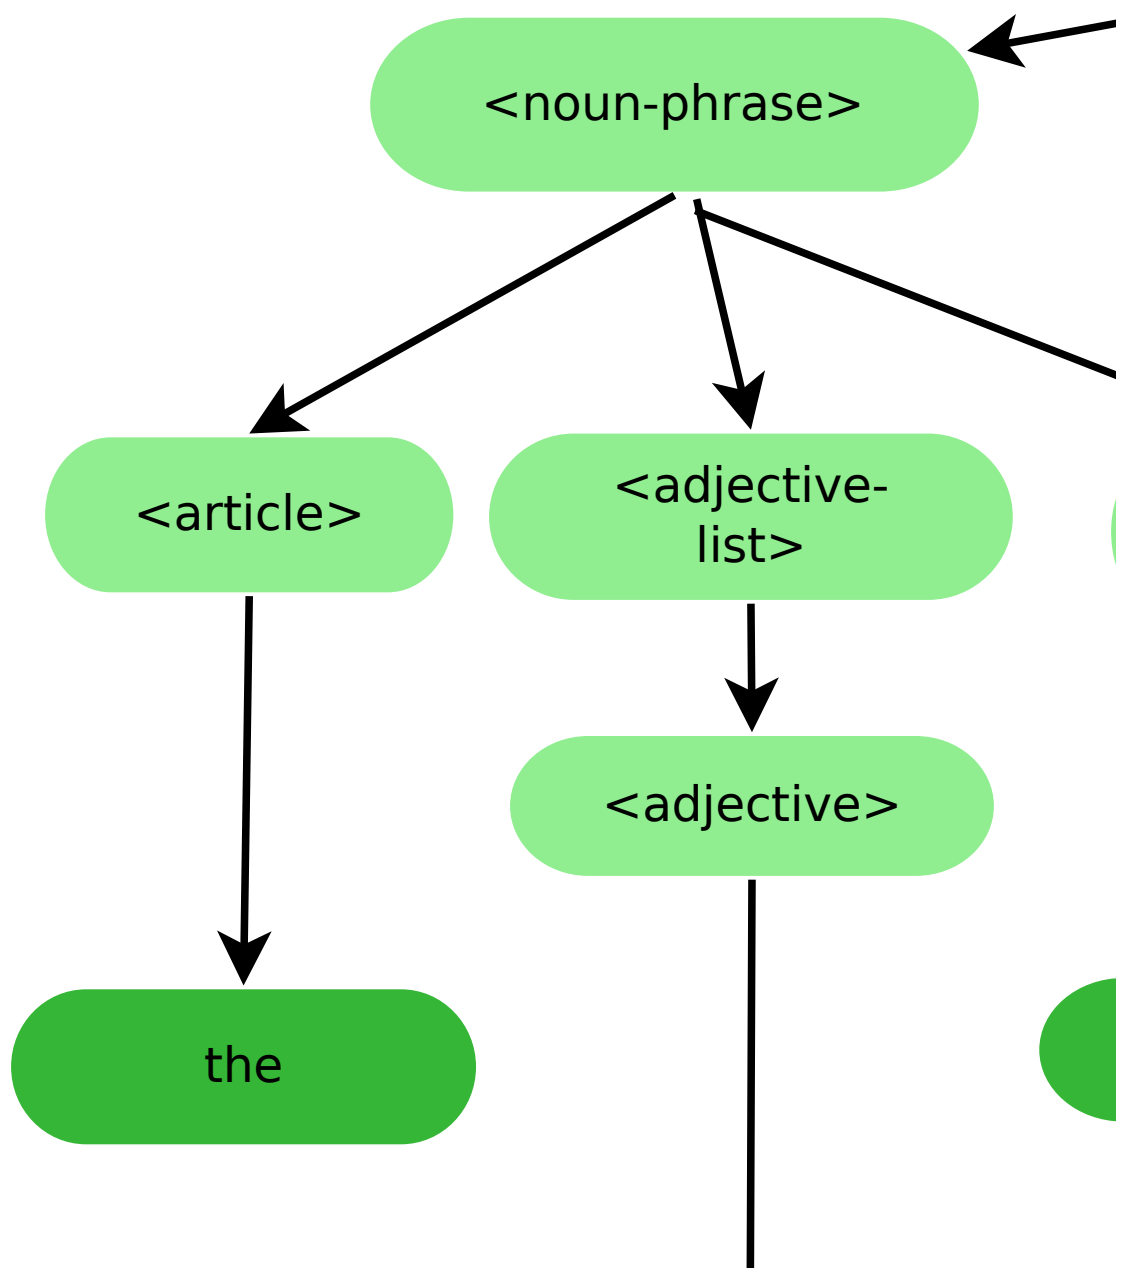 <noun-phrase>
<article>
<adjective-
list>
<adjective>
the